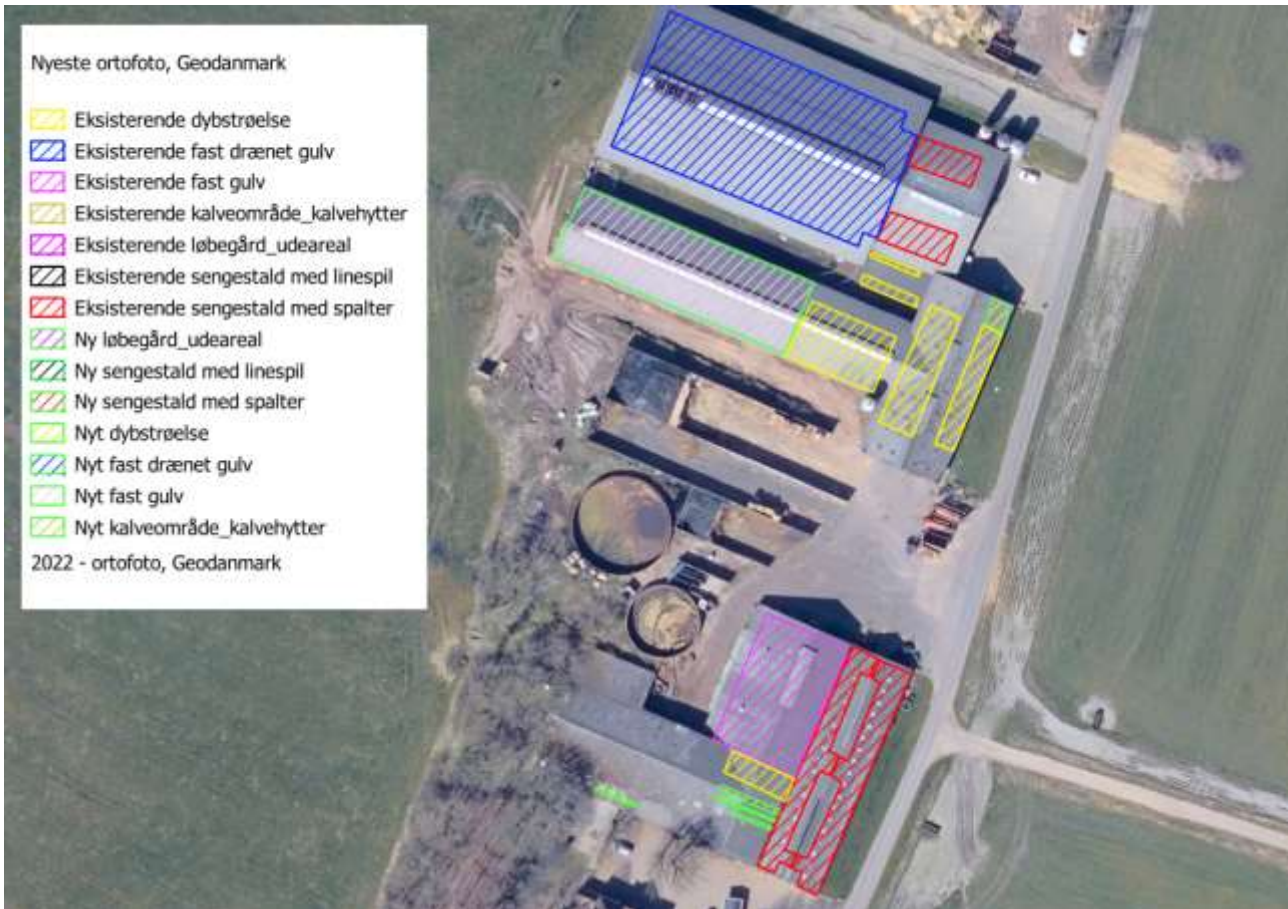 Nyeste ortofoto, Geodanmark
Eksisterende dybstrøelse
Eksisterende fast drænet gulv
Eksisterende fast gulv
Eksisterende kalveområde_kalvehytter
Eksisterende løbegård_udeareal
Eksisterende sengestald med linespil
Eksisterende sengestald med spalter
Ny løbegård_udeareal
Ny sengestald med linespil
Ny sengestald med spalter
Nyt dybstrøelse
Nyt fast drænet gulv
Nyt fast gulv
Nyt kalveområde_kalvehytter
2022 - ortofoto, Geodanmark